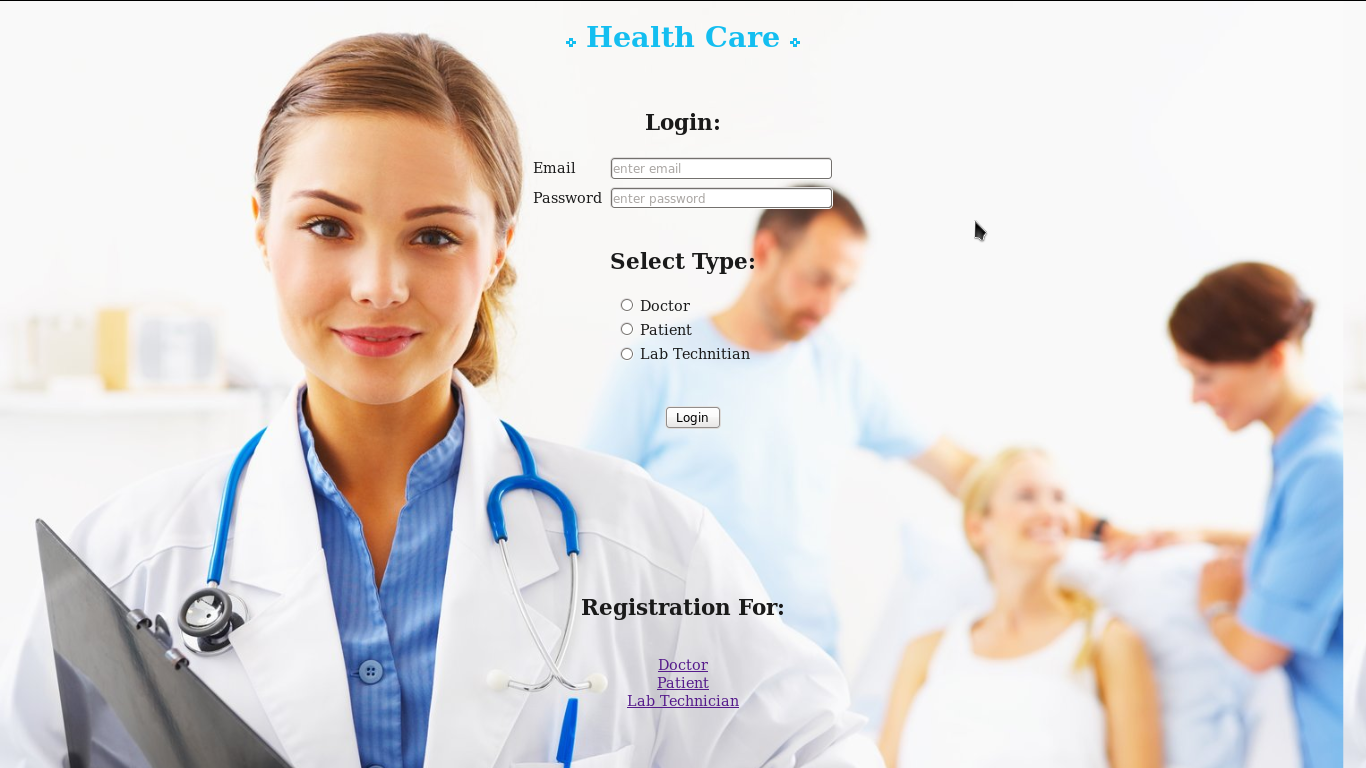 Health Care
Login:
Email enter email
Password enter password
Select Type:
Doctor
Patient
Lab Technitian
Login
Registration For:
Doctor
Patient
Lab Technician